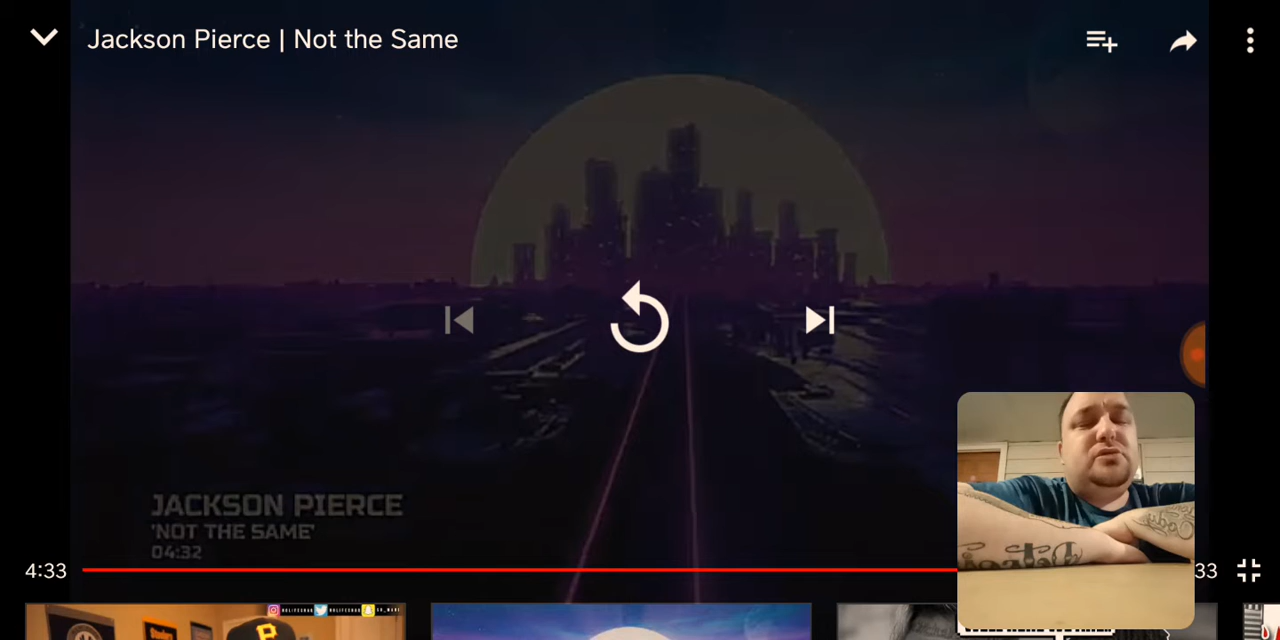 Jackson Pierce | Not the Same
JACKSON PIERCE
'NOT THE SAME'
04:32
4:33
33